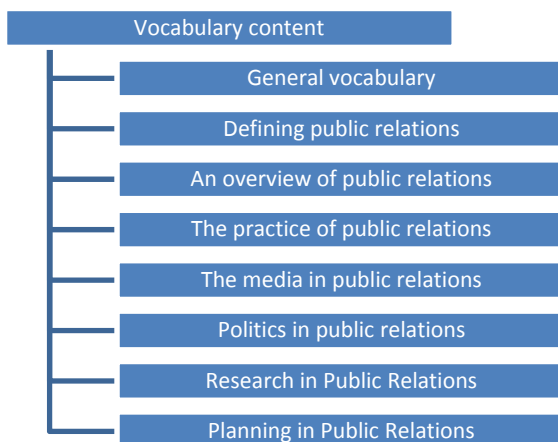 Vocabulary content
General vocabulary
Defining public relations
An overview of public relations
The practice of public relations
The media in public relations
Politics in public relations
Research in Public Relations
Planning in Public Relations